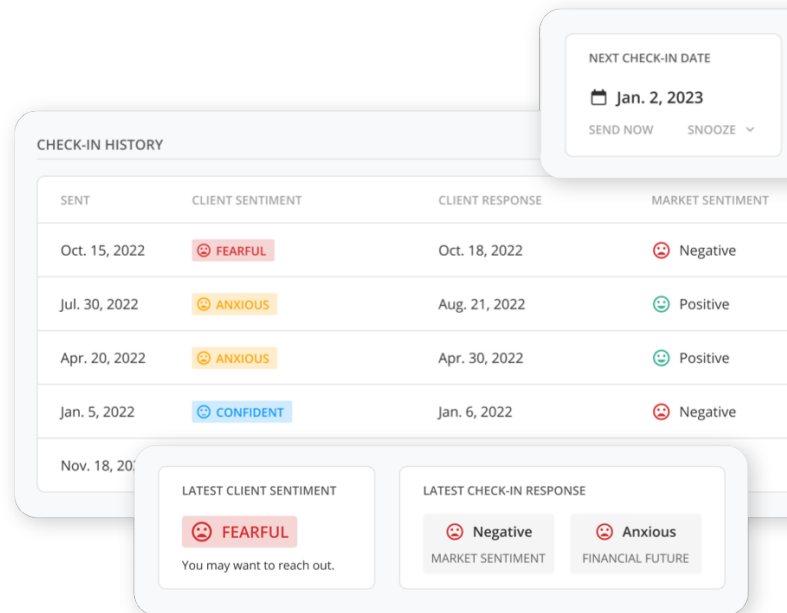 NEXT CHECK-IN DATE
Jan. 2, 2023
SEND NOW SNOOZE
CHECK-IN HISTORY
SENT CLIENT SENTIMENT CLIENT RESPONSE MARKET SENTIMENT
Oct. 15, 2022 FEARFUL Oct. 18, 2022 Negative
Jul. 30, 2022 ANXIOUS Aug. 21, 2022 Positive
Apr. 20, 2022 ANXIOUS Apr. 30, 2022 Positive
Jan. 5, 2022 CONFIDENT Jan. 6, 2022 Negative
Nov. 18,
LATEST CLIENT SENTIMENT LATEST CHECK-IN RESPONSE
FEARFUL Negative Anxious
You may want to reach out. MARKET SENTIMENT FINANCIAL FUTURE